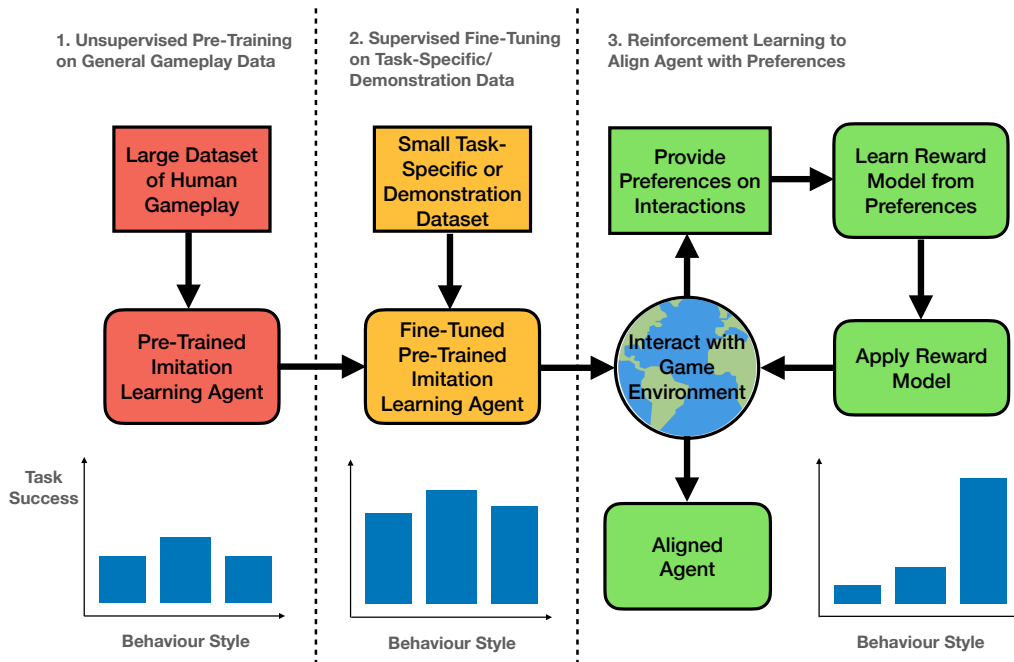 1. Unsupervised Pre-Training
on General Gameplay Data
2. Supervised Fine-Tuning
on Task-Specific/
Demonstration Data
3. Reinforcement Learning to
Align Agent with Preferences
Large Dataset
of Human
Gameplay
Small Task-
Specific or
Demonstration
Dataset
Provide
Preferences on
Interactions
Learn Reward
Model from
Preferences
Pre-Trained
Imitation
Learning Agent
Fine-Tuned
Pre-Trained
Imitation
Learning Agent
Interact with
Game
Environment
Apply Reward
Model
Task
Success
Behaviour Style
Behaviour Style
Aligned
Agent
Behaviour Style